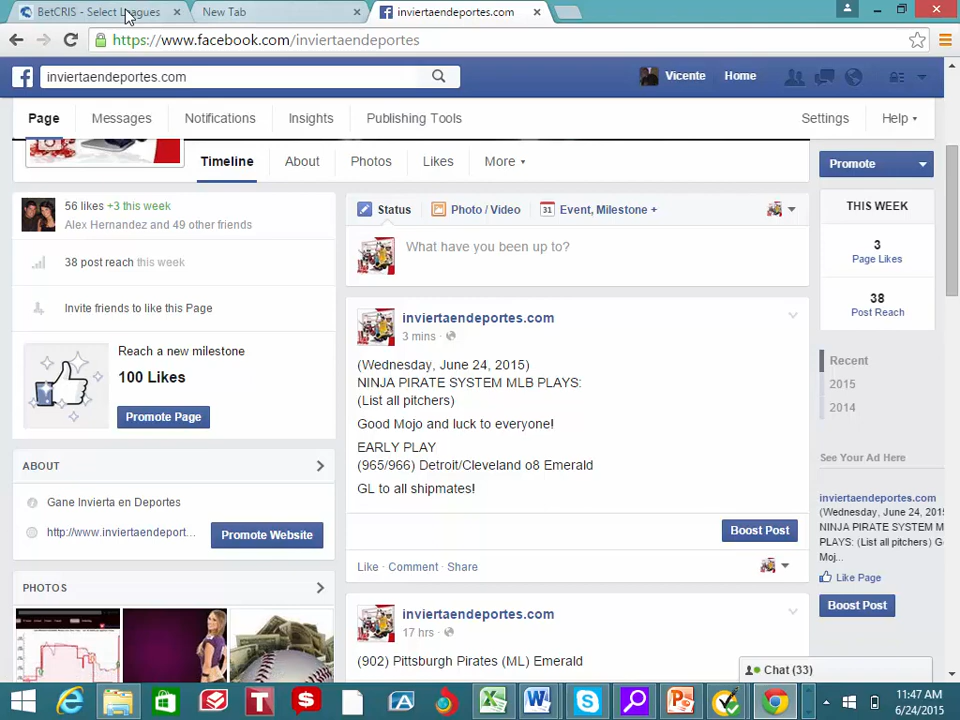 BetCRIS - Select Leagues
New Tab
inviertaendeportes.com
https://www.facebook.com/inviertaendeportes
inviertaendeportes.com
Vicente
Home
Page
Messages
Notifications
Insights
Publishing Tools
Settings
Help
Timeline
About
Photos
Likes
More
Promote
56 likes +3 this week
Alex Hernandez and 49 other friends
38 post reach this week
Invite friends to like this Page
Reach a new milestone
100 Likes
Promote Page
ABOUT
Gane Invierta en Deportes
http://www.inviertaendeport...
Promote Website
PHOTOS
Status
Photo / Video
31
Event, Milestone +
What have you been up to?
inviertaendeportes.com
3 mins
(Wednesday, June 24, 2015)
NINJA PIRATE SYSTEM MLB PLAYS:
(List all pitchers)
Good Mojo and luck to everyone!
EARLY PLAY
(965/966) Detroit/Cleveland o8 Emerald
GL to all shipmates!
Boost Post
Like · Comment · Share
inviertaendeportes.com
17 hrs
(902) Pittsburgh Pirates (ML) Emerald
THIS WEEK
3
Page Likes
38
Post Reach
Recent
2015
2014
See Your Ad Here
inviertaendeportes.com
(Wednesday, June 24, 2015)
NINJA PIRATE SYSTEM M
PLAYS: (List all pitchers) G
Moj...
Like Page
Boost Post
Chat (33)
11:47 AM
6/24/2015